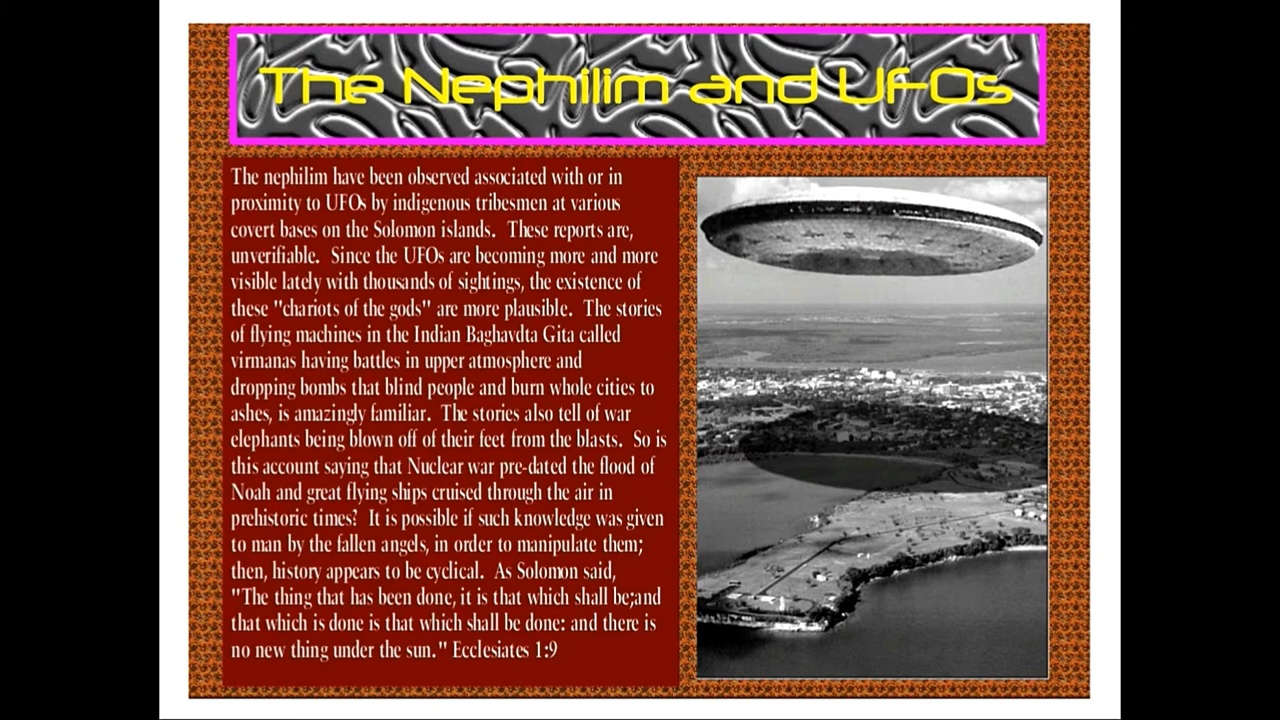 The Nephilim and UFOs
The nephilim have been observed associated with or in
proximity to UFOs by indigenous tribesmen at various
covert bases on the Solomon islands.  These reports are,
unverifiable.  Since the UFOs are becoming more and more
visible lately with thousands of sightings, the existence of
these "chariots of the gods" are more plausible.  The stories
of flying machines in the Indian Baghavdta Gita called
virmanas having battles in upper atmosphere and
dropping bombs that blind people and burn whole cities to
ashes, is amazingly familiar.  The stories also tell of war
elephants being blown off of their feet from the blasts.  So is
this account saying that Nuclear war pre-dated the flood of
Noah and great flying ships cruised through the air in
prehistoric times?  It is possible if such knowledge was given
to man by the fallen angels, in order to manipulate them;
then, history appears to be cyclical.  As Solomon said,
"The thing that has been done, it is that which shall be;and
that which is done is that which shall be done: and there is
no new thing under the sun." Ecclesiates 1:9